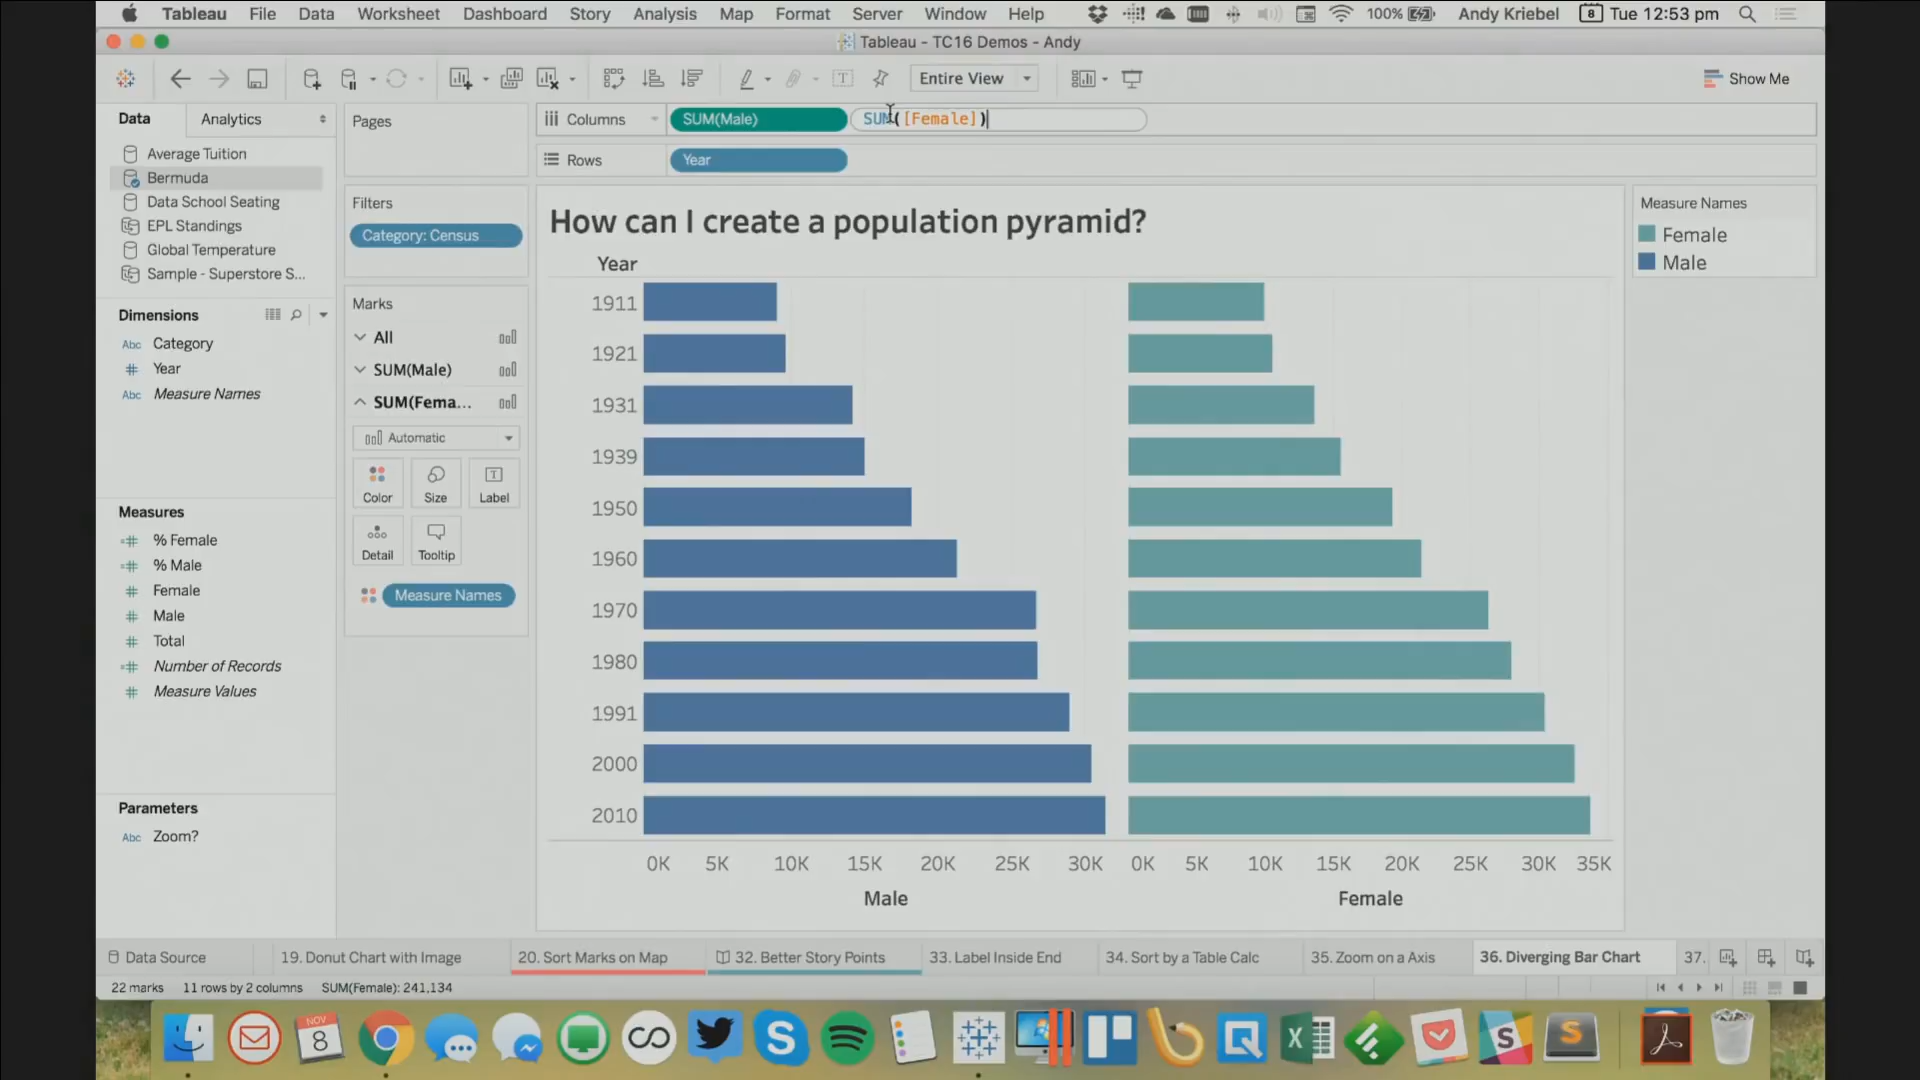 Tableau File Data Worksheet Dashboard Story Analysis Map Format Server Window Help 100% Andy Kriebel 8 Tue 12:53 pm
Tableau - TC16 Demos - Andy
Entire View
Show Me
Data Analytics
Average Tuition
Bermuda
Data School Seating
EPL Standings
Global Temperature
Sample - Superstore S...
Dimensions
Abc Category
# Year
Abc Measure Names
Measures
=# % Female
=# % Male
# Female
# Male
# Total
=# Number of Records
# Measure Values
Parameters
Abc Zoom?
Pages
Filters
Category: Census
Marks
All
SUM(Male)
SUM(Fema...
Automatic
Color Size Label
Detail Tooltip
Measure Names
Columns SUM(Male) SUM([Female])
Rows Year
How can I create a population pyramid?
Year
1911
1921
1931
1939
1950
1960
1970
1980
1991
2000
2010
0K 5K 10K 15K 20K 25K 30K 0K 5K 10K 15K 20K 25K 30K 35K
Male Female
Measure Names
Female
Male
Data Source 19. Donut Chart with Image 20. Sort Marks on Map 32. Better Story Points 33. Label Inside End 34. Sort by a Table Calc 35. Zoom on a Axis 36. Diverging Bar Chart 37.
22 marks 11 rows by 2 columns SUM(Female): 241,134
NOV
8